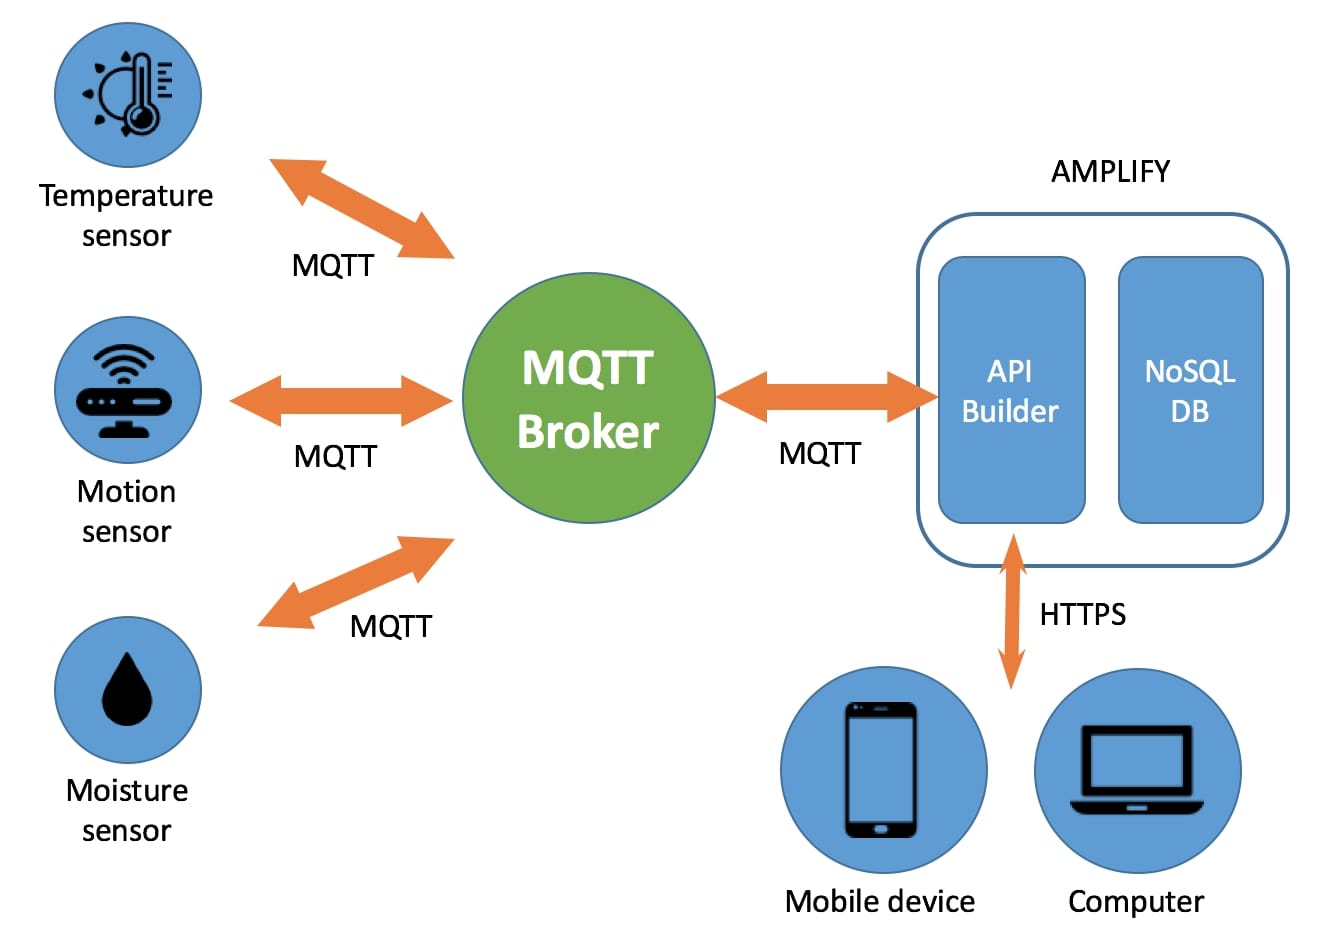 Temperature
sensor
MQTT
Motion
sensor
MQTT
Moisture
sensor
MQTT
MQTT
Broker
MQTT
AMPLIFY
API
Builder
NoSQL
DB
HTTPS
Mobile device
Computer